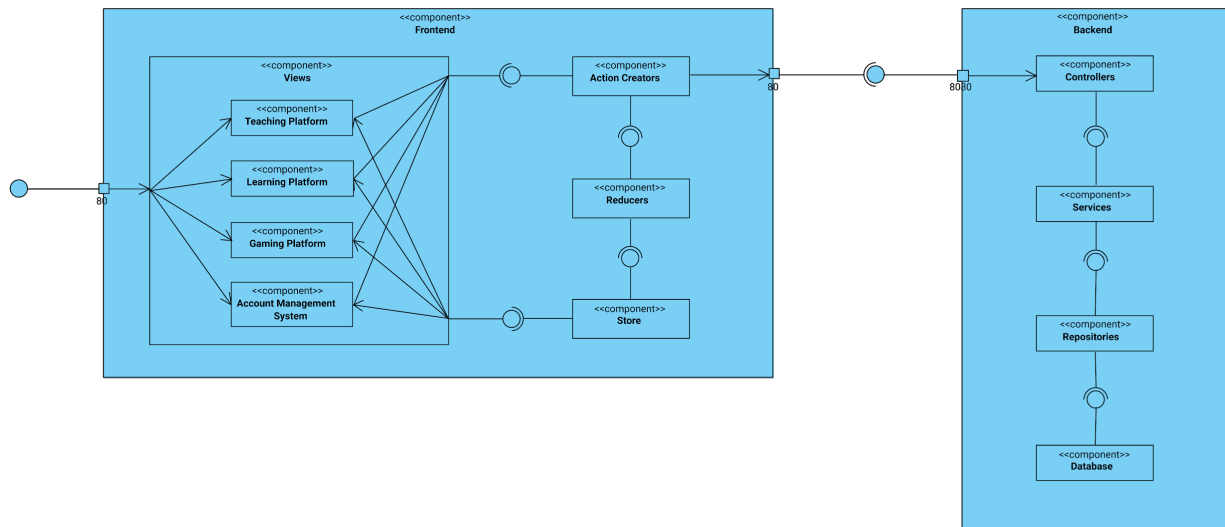 <<component>>
Frontend
<<component>>
Views
<<component>>
Teaching Platform
<<component>>
Learning Platform
<<component>>
Gaming Platform
<<component>>
Account Management
System
80
<<component>>
Action Creators
<<component>>
Reducers
<<component>>
Store
80
<<component>>
Backend
8080
<<component>>
Controllers
<<component>>
Services
<<component>>
Repositories
<<component>>
Database